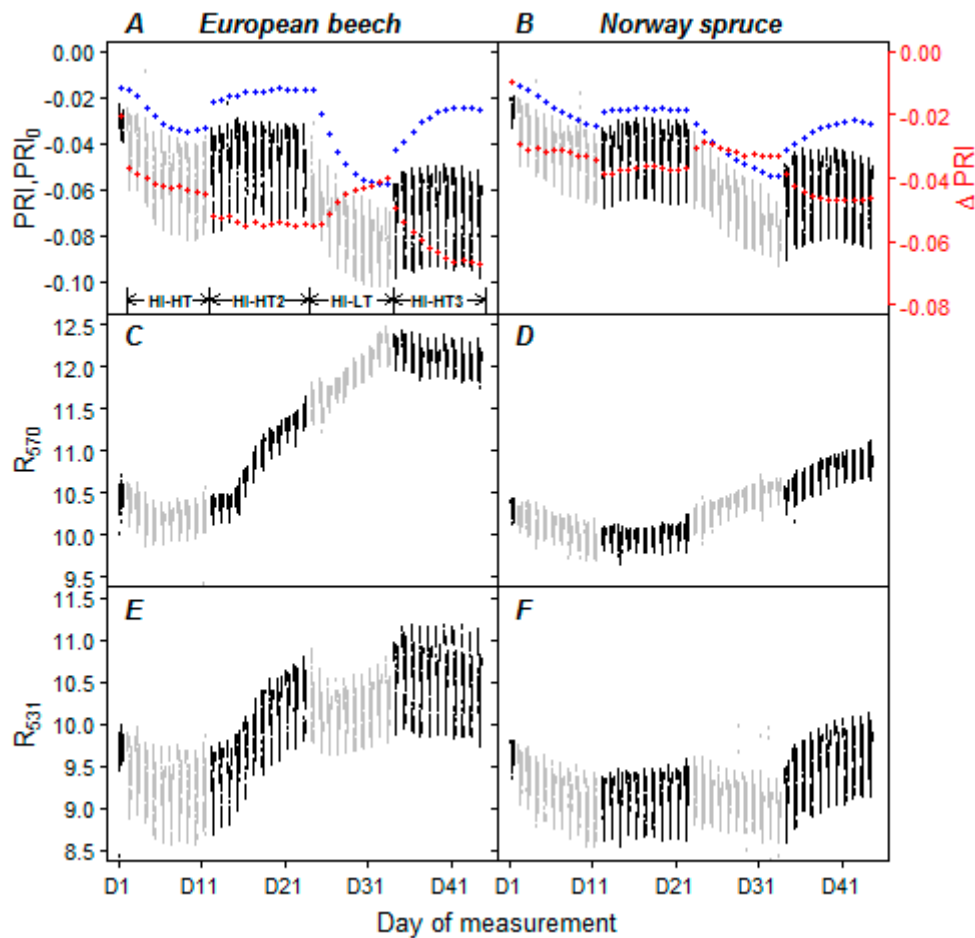 A European beech
B Norway spruce
0.00
-0.02
-0.04
-0.06
-0.08
-0.10
PRI, PRI0
0.00
-0.02
-0.04
-0.06
-0.08
Δ PRI
HI-HT HI-HT2 HI-LT HI-HT3
C
D
12.5
12.0
11.5
11.0
10.5
10.0
9.5
R570
E
F
11.5
11.0
10.5
10.0
9.5
9.0
8.5
R531
D1 D11 D21 D31 D41
D1 D11 D21 D31 D41
Day of measurement